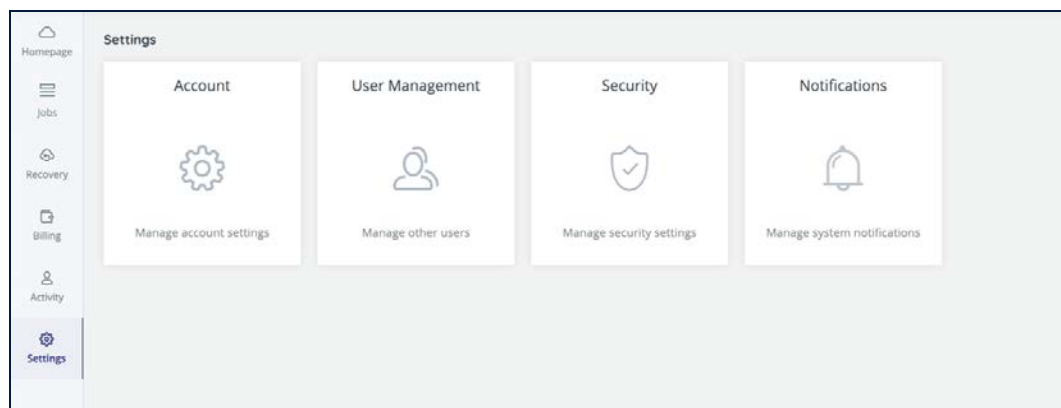 Homepage
Jobs
Recovery
Billing
Activity
Settings
Settings
Account
Manage account settings
User Management
Manage other users
Security
Manage security settings
Notifications
Manage system notifications